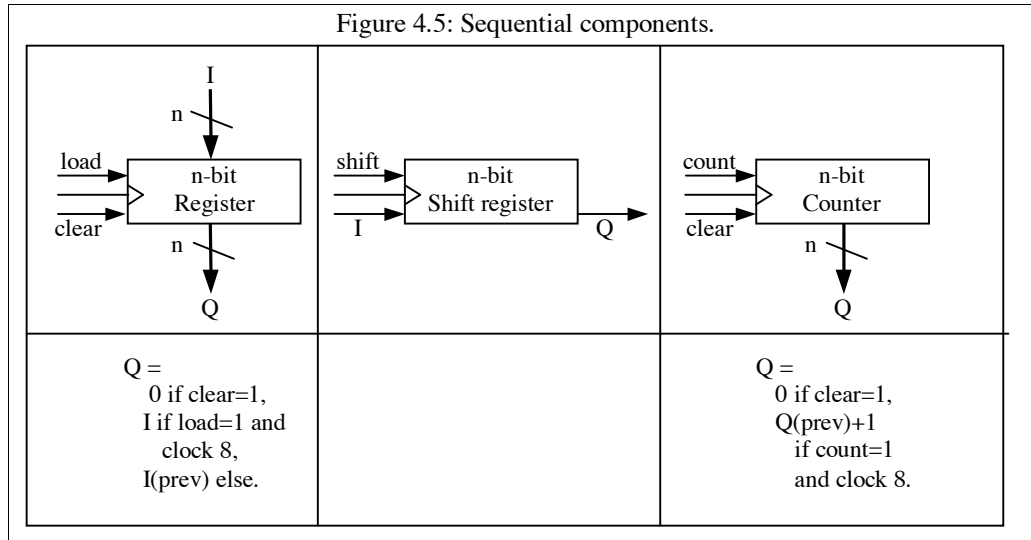 Figure 4.5: Sequential components.
I
n
load
n-bit
Register
clear
n
Q
shift
n-bit
Shift register
I
Q
count
n-bit
Counter
clear
n
Q
Q =
0 if clear=1,
I if load=1 and
clock 8,
I(prev) else.
Q =
0 if clear=1,
Q(prev)+1
if count=1
and clock 8.